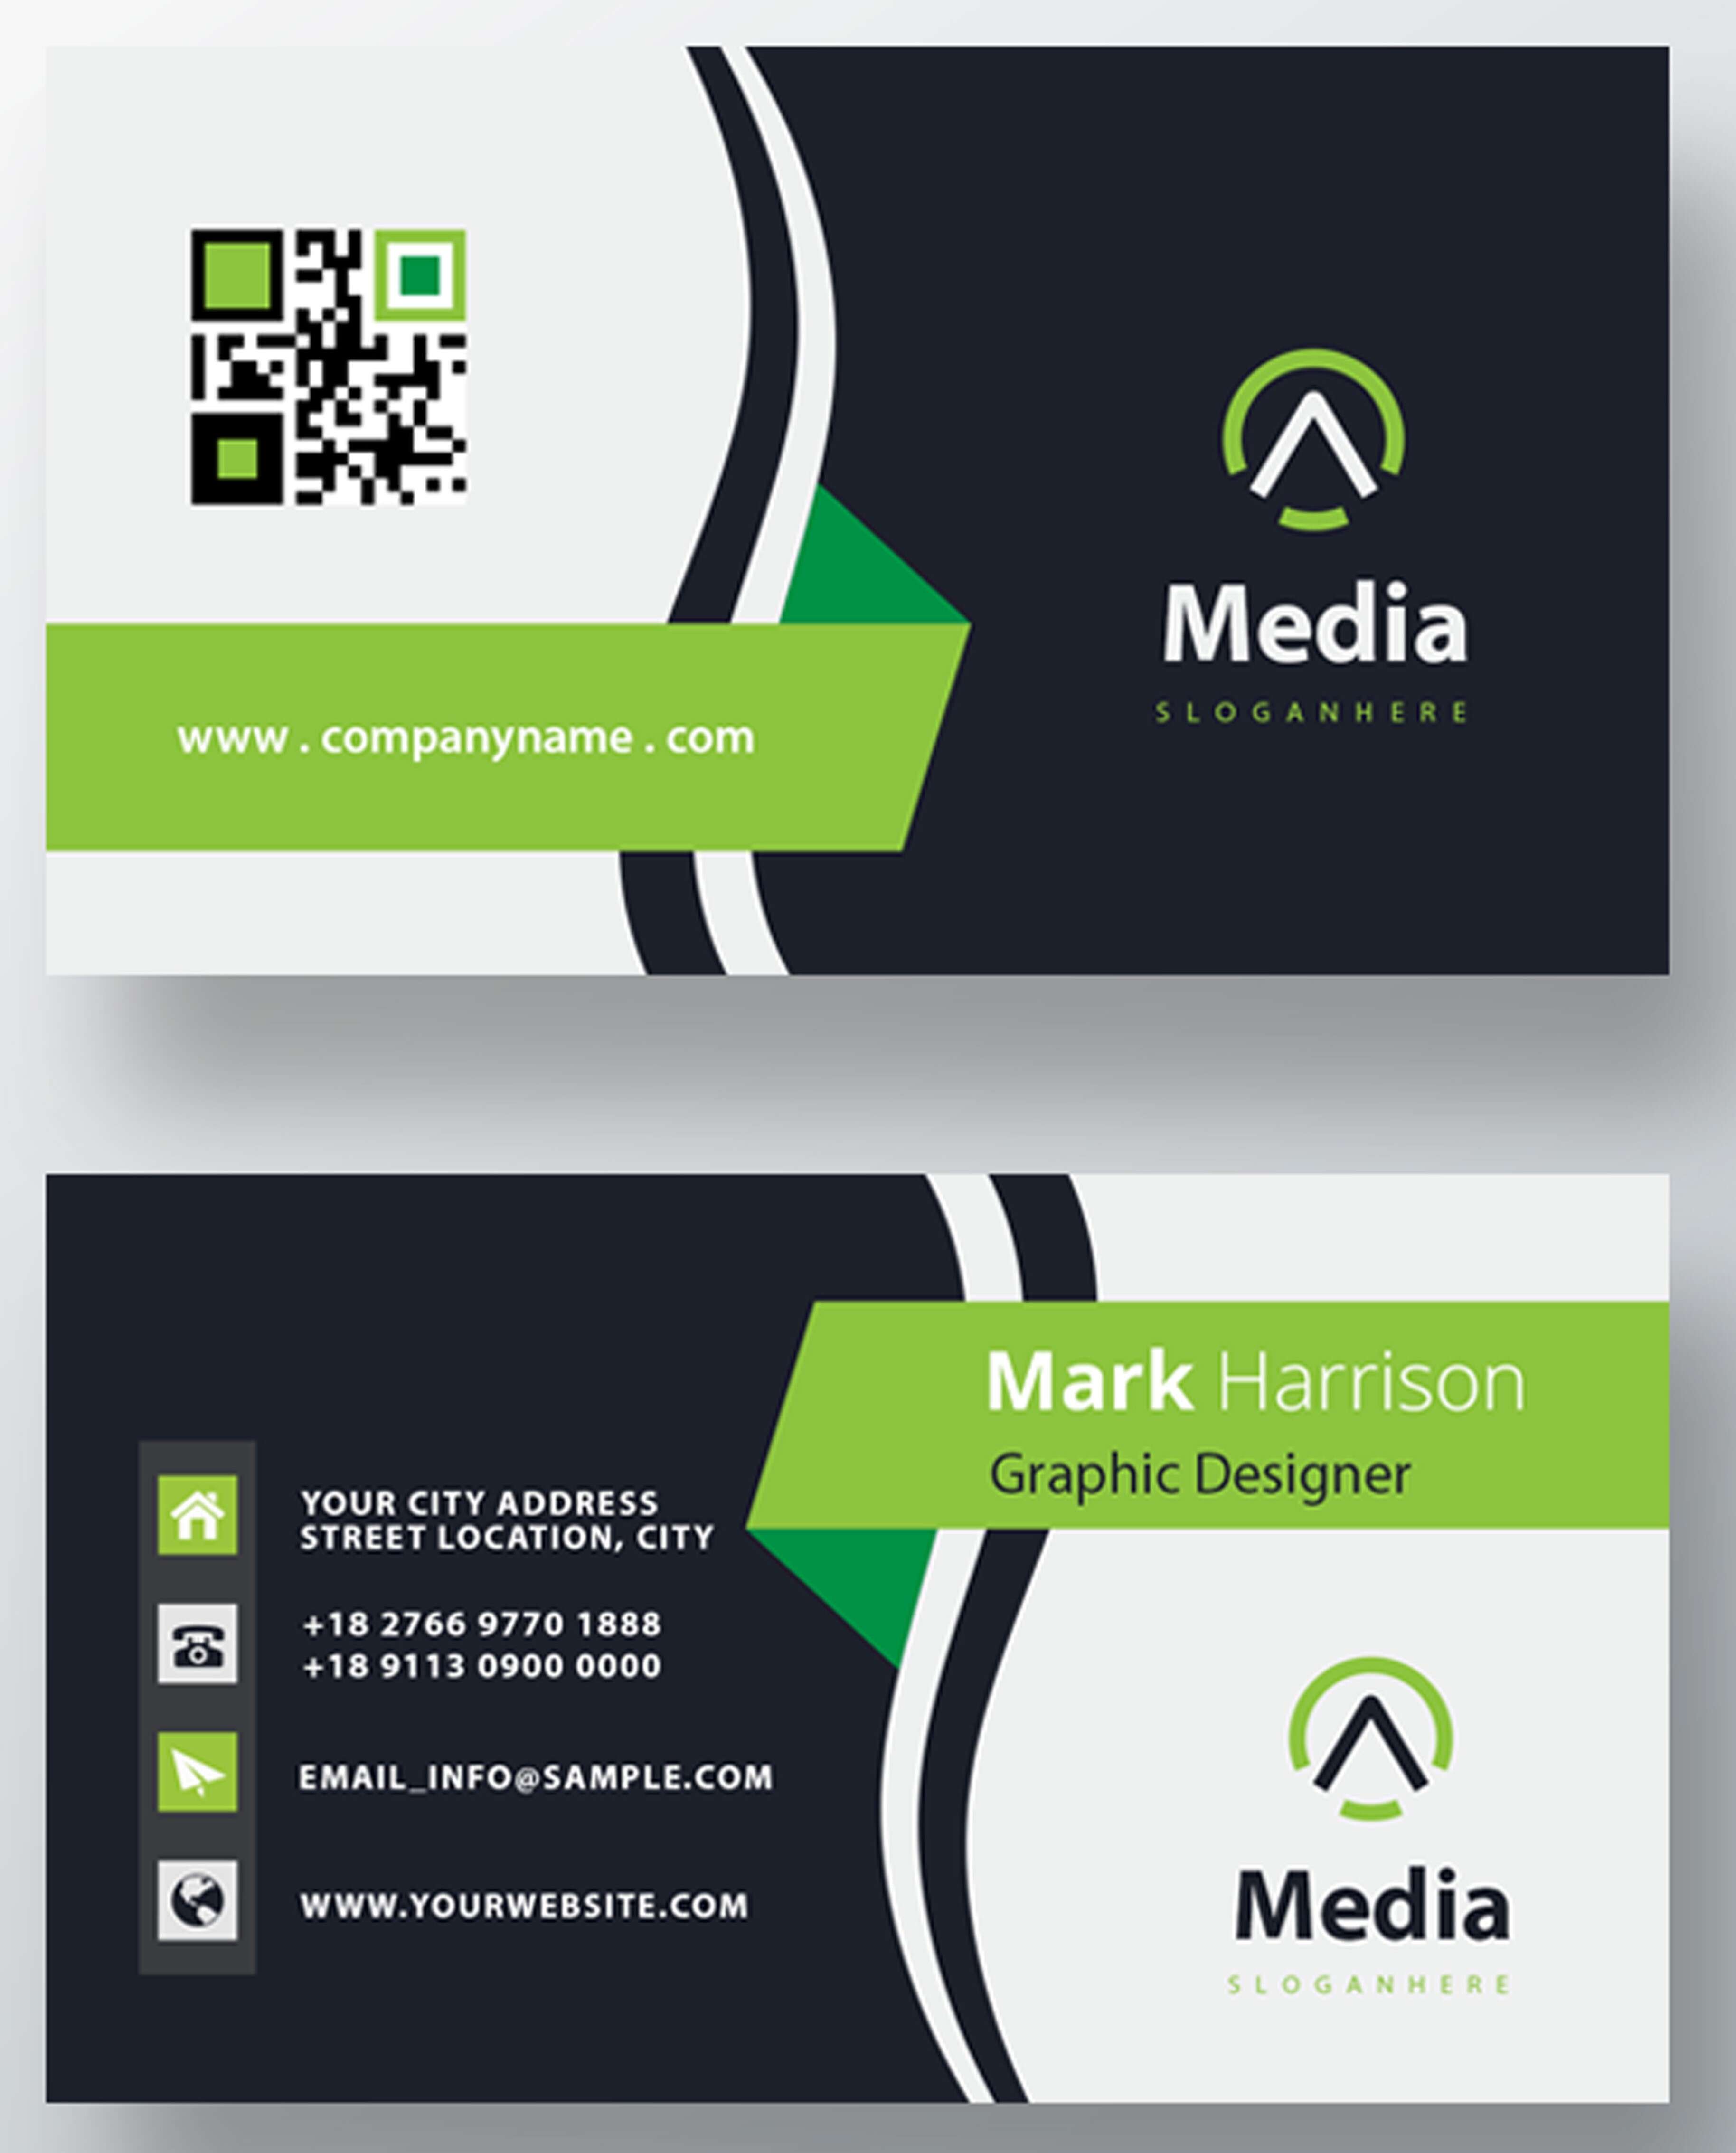 www . companyname . com
Media
SLOGANHERE
Mark Harrison
Graphic Designer
YOUR CITY ADDRESS
STREET LOCATION, CITY
+18 2766 9770 1888
+18 9113 0900 0000
EMAIL_INFO@SAMPLE.COM
WWW.YOURWEBSITE.COM
Media
SLOGANHERE